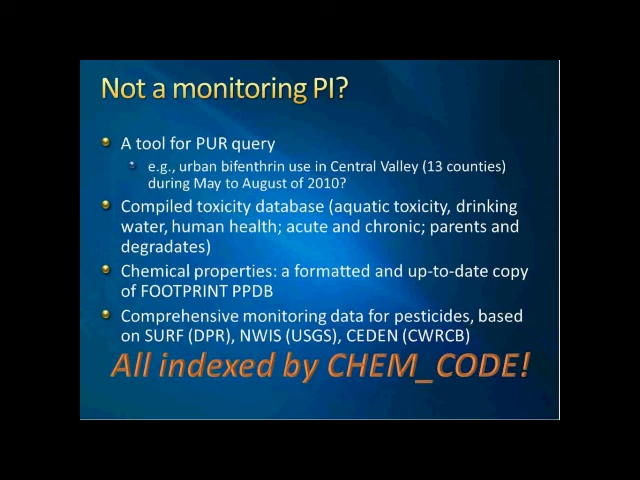 Not a monitoring PI?
A tool for PUR query
e.g., urban bifenthrin use in Central Valley (13 counties)
during May to August of 2010?
Compiled toxicity database (aquatic toxicity, drinking
water, human health; acute and chronic; parents and
degradates)
Chemical properties: a formatted and up-to-date copy
of FOOTPRINT PPDB
Comprehensive monitoring data for pesticides, based
on SURF (DPR), NWIS (USGS), CEDEN (CWRCB)
All indexed by CHEM_CODE!